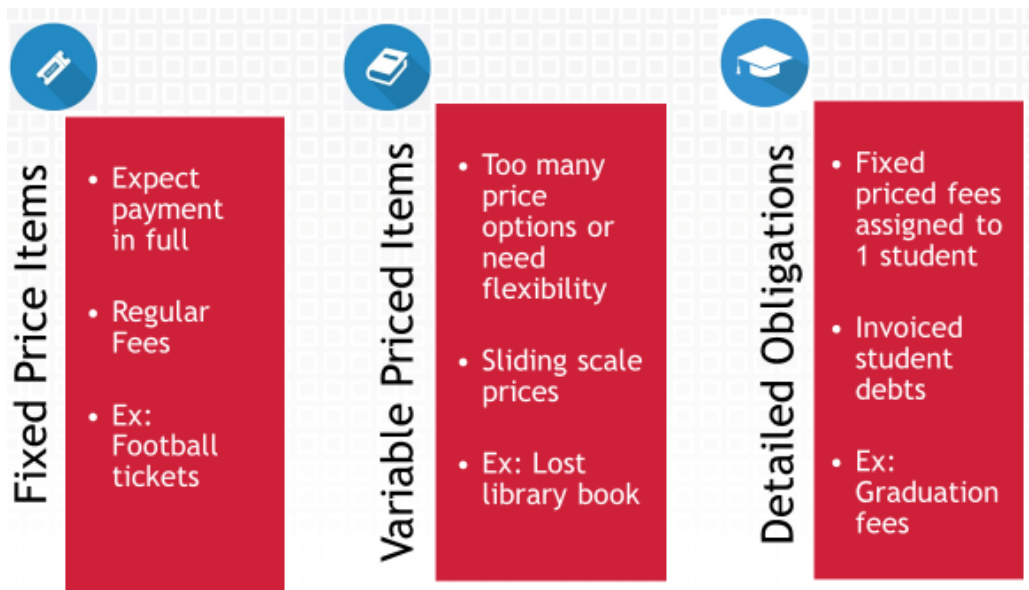 Fixed Price Items
• Expect
payment
in full
• Regular
Fees
• Ex:
Football
tickets
Variable Priced Items
• Too many
price
options or
need
flexibility
• Sliding scale
prices
• Ex: Lost
library book
Detailed Obligations
• Fixed
priced fees
assigned to
1 student
• Invoiced
student
debts
• Ex:
Graduation
fees